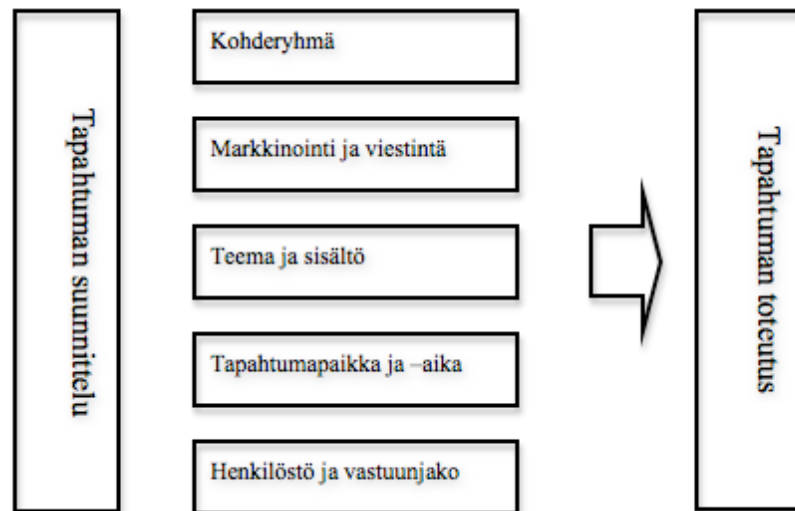 Tapahtuman suunnittelu
Kohderyhmä
Markkinointi ja viestintä
Teema ja sisältö
Tapahtumapaikka ja –aika
Henkilöstö ja vastuunjako
Tapahtuman toteutus